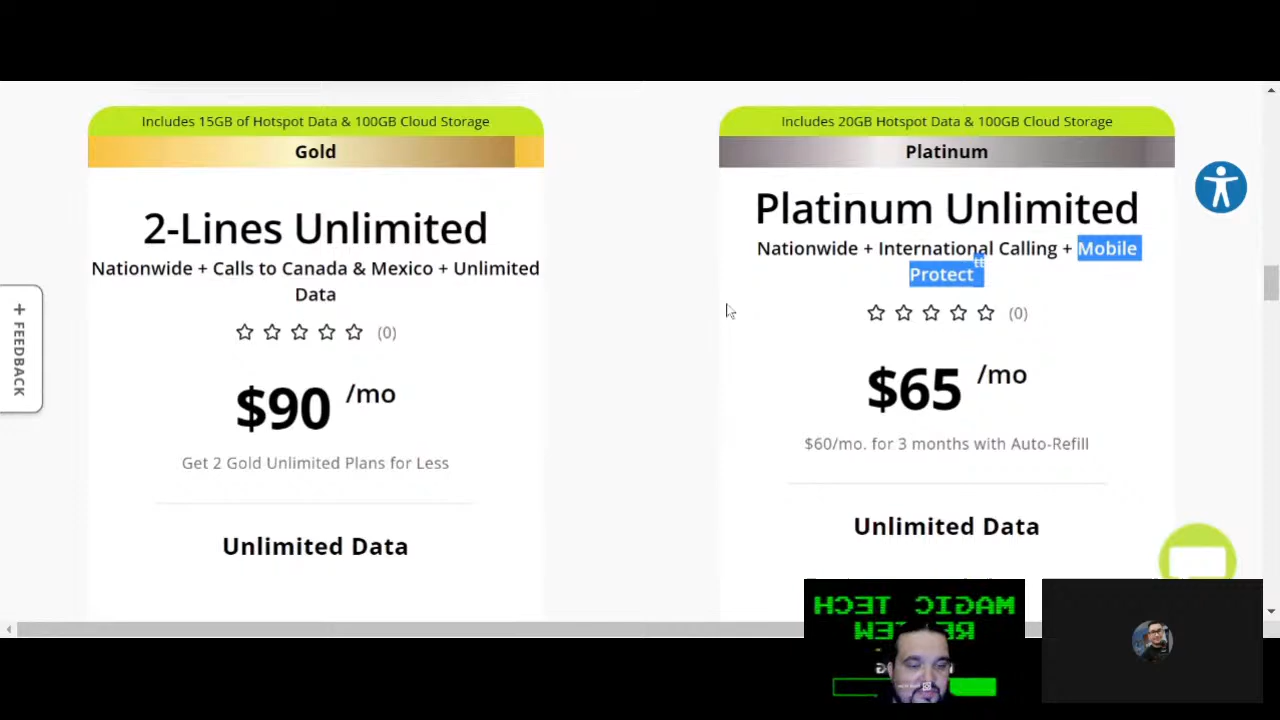 Includes 15GB of Hotspot Data & 100GB Cloud Storage
Gold
2-Lines Unlimited
Nationwide + Calls to Canada & Mexico + Unlimited
Data
(0)
$90 /mo
Get 2 Gold Unlimited Plans for Less
Unlimited Data
Includes 20GB Hotspot Data & 100GB Cloud Storage
Platinum
Platinum Unlimited
Nationwide + International Calling + Mobile
Protect
(0)
$65 /mo
$60/mo. for 3 months with Auto-Refill
Unlimited Data
+ FEEDBACK
MAGIC TECH